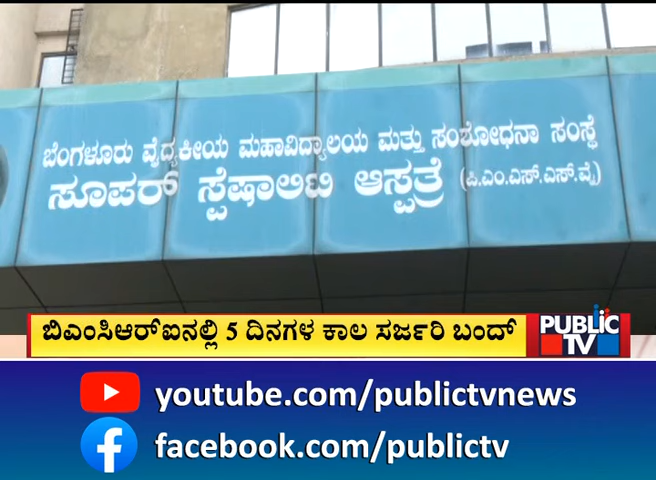 ಬೆಂಗಳೂರು ವೈದ್ಯಕೀಯ ಮಹಾವಿದ್ಯಾಲಯ ಮತ್ತು ಸಂಶೋಧನಾ ಸಂಸ್ಥೆ
ಸೂಪರ್ ಸ್ಪೆಷಾಲಿಟಿ ಆಸ್ಪತ್ರೆ (ಪಿ.ಎಂ.ಎಸ್.ಎಸ್.ವೈ)
ಬಿಎಂಸಿಆರ್‌ಐನಲ್ಲಿ 5 ದಿನಗಳ ಕಾಲ ಸರ್ಜರಿ ಬಂದ್
PUBLIC
TV
youtube.com/publictvnews
facebook.com/publictv